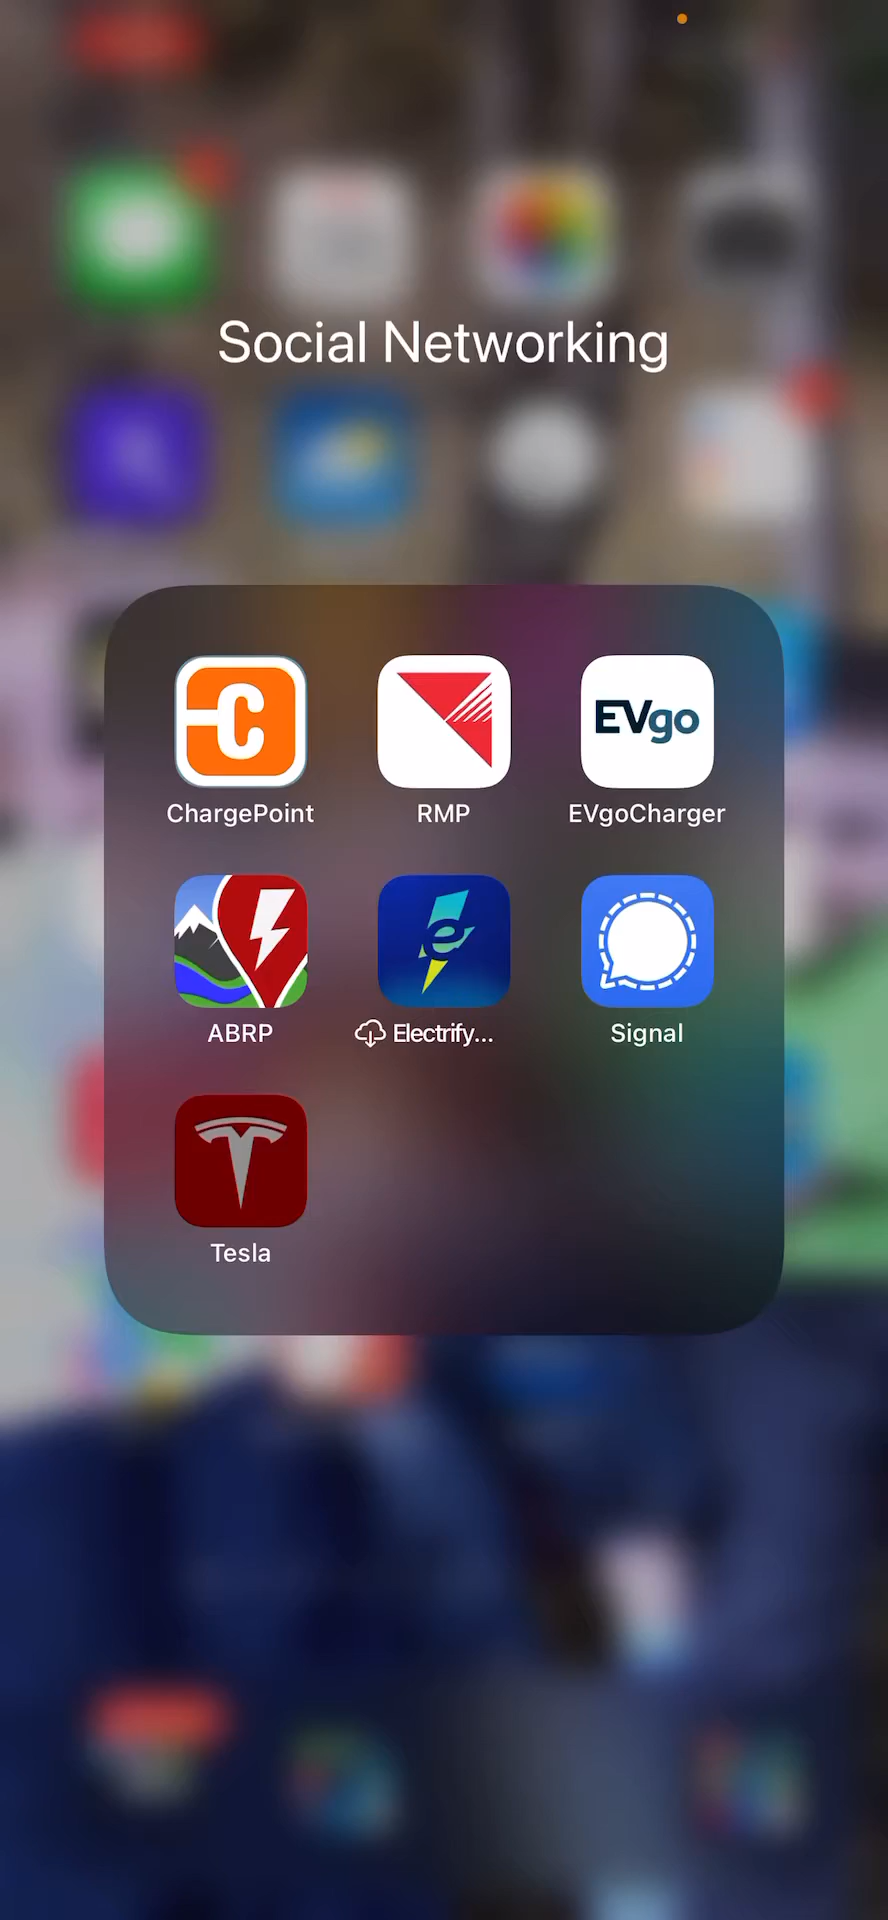 Social Networking
EVgo
ChargePoint
RMP
EVgoCharger
ABRP
Electrify...
Signal
Tesla